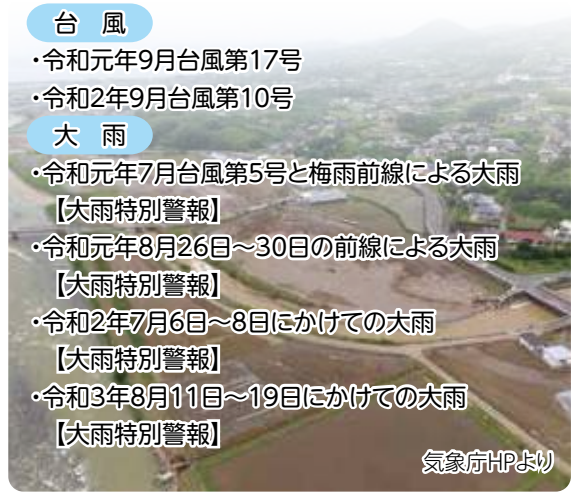 台 風
・令和元年9月台風第17号
・令和2年9月台風第10号
大 雨
・令和元年7月台風第5号と梅雨前線による大雨
【大雨特別警報】
・令和元年8月26日～30日の前線による大雨
【大雨特別警報】
・令和2年7月6日～8日にかけての大雨
【大雨特別警報】
・令和3年8月11日～19日にかけての大雨
【大雨特別警報】
気象庁HPより